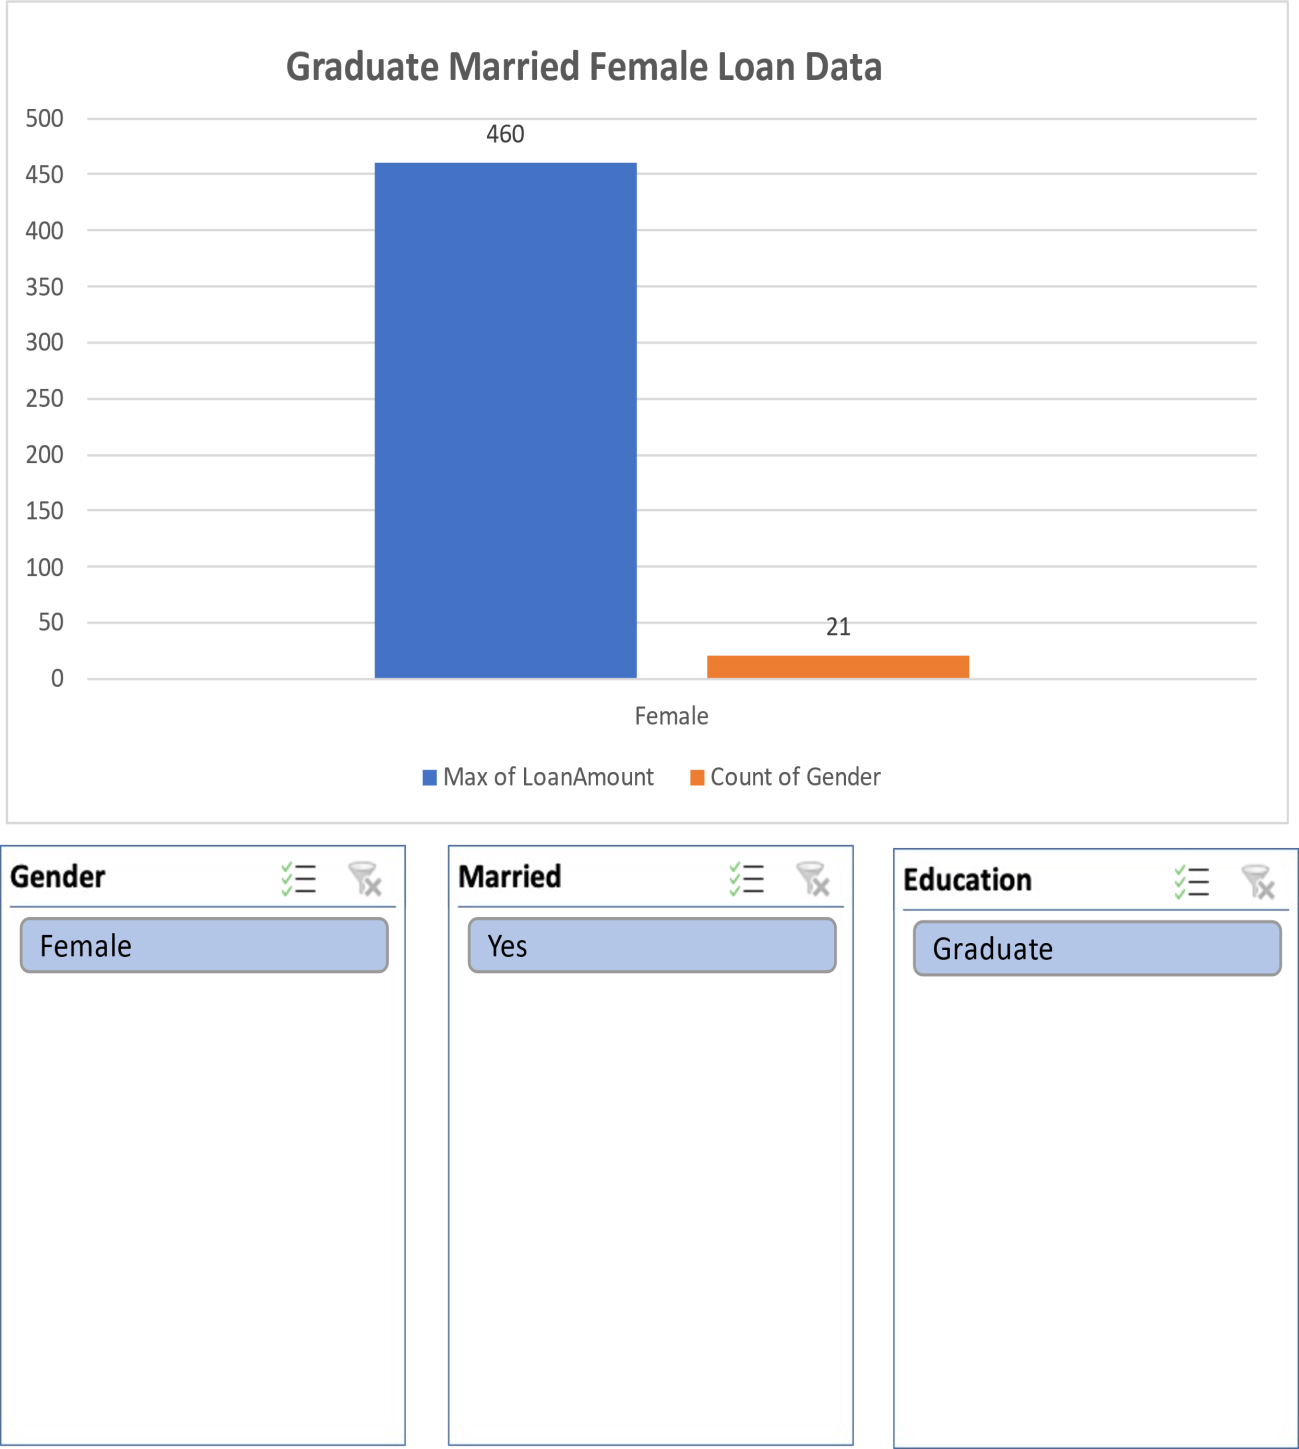 Graduate Married Female Loan Data
500
460
450
400
350
300
250
200
150
100
50
21
0
Female
Max of LoanAmount Count of Gender
Gender Married Education
Female Yes Graduate